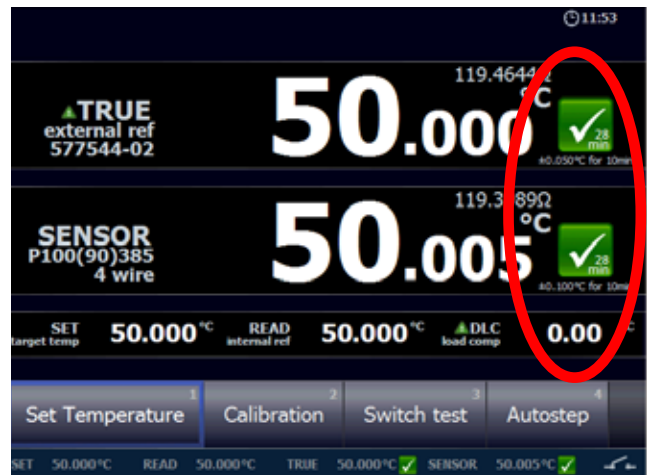 11:53
119.4644Ω
TRUE
external ref
577544-02
50.000
°C
28
min
±0.050°C for 10min
SENSOR
P100(90)385
4 wire
50.005
°C
28
min
±0.100°C for 10min
SET
target temp
50.000 °C
READ
internal ref
50.000 °C
DLC
load comp
0.00
1
Set Temperature
2
Calibration
3
Switch test
4
Autostep
SET 50.000°C READ 50.000°C TRUE 50.000°C SENSOR 50.005°C